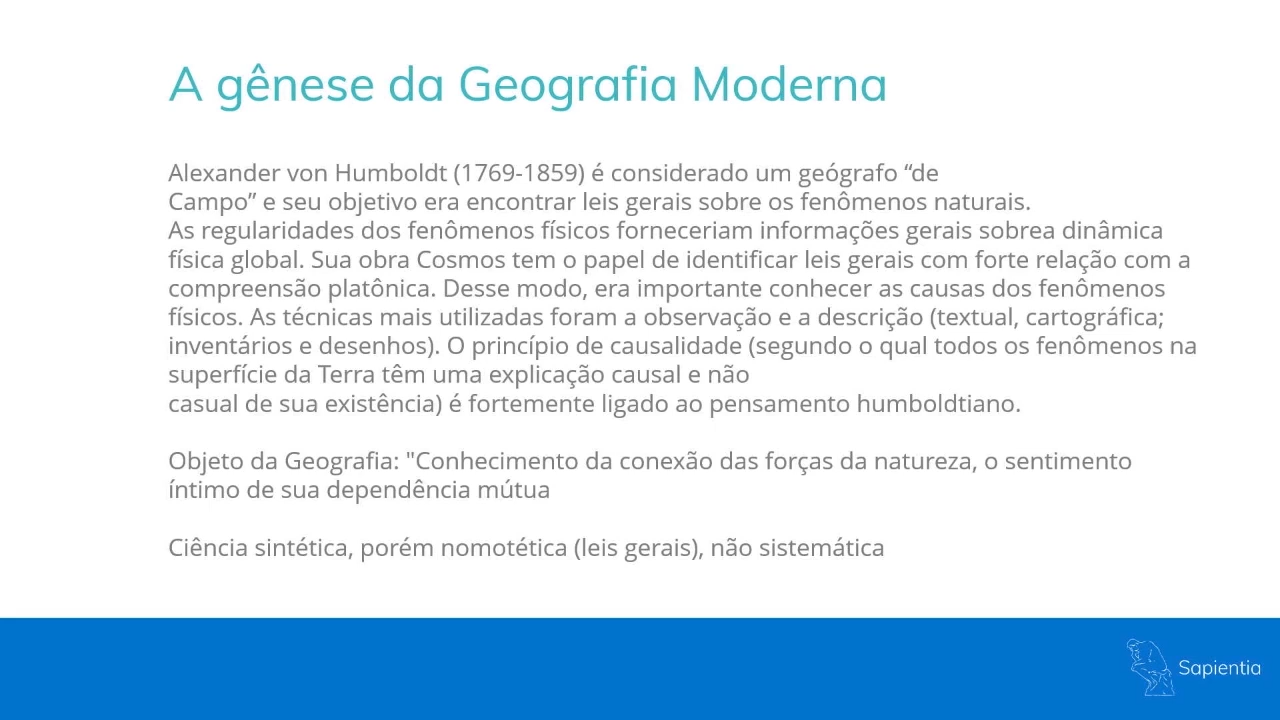 A gênese da Geografia Moderna
Alexander von Humboldt (1769-1859) é considerado um geógrafo “de
Campo” e seu objetivo era encontrar leis gerais sobre os fenômenos naturais.
As regularidades dos fenômenos físicos forneceriam informações gerais sobrea dinâmica
física global. Sua obra Cosmos tem o papel de identificar leis gerais com forte relação com a
compreensão platônica. Desse modo, era importante conhecer as causas dos fenômenos
físicos. As técnicas mais utilizadas foram a observação e a descrição (textual, cartográfica;
inventários e desenhos). O princípio de causalidade (segundo o qual todos os fenômenos na
superfície da Terra têm uma explicação causal e não
casual de sua existência) é fortemente ligado ao pensamento humboldtiano.
Objeto da Geografia: "Conhecimento da conexão das forças da natureza, o sentimento
íntimo de sua dependência mútua
Ciência sintética, porém nomotética (leis gerais), não sistemática
Sapientia